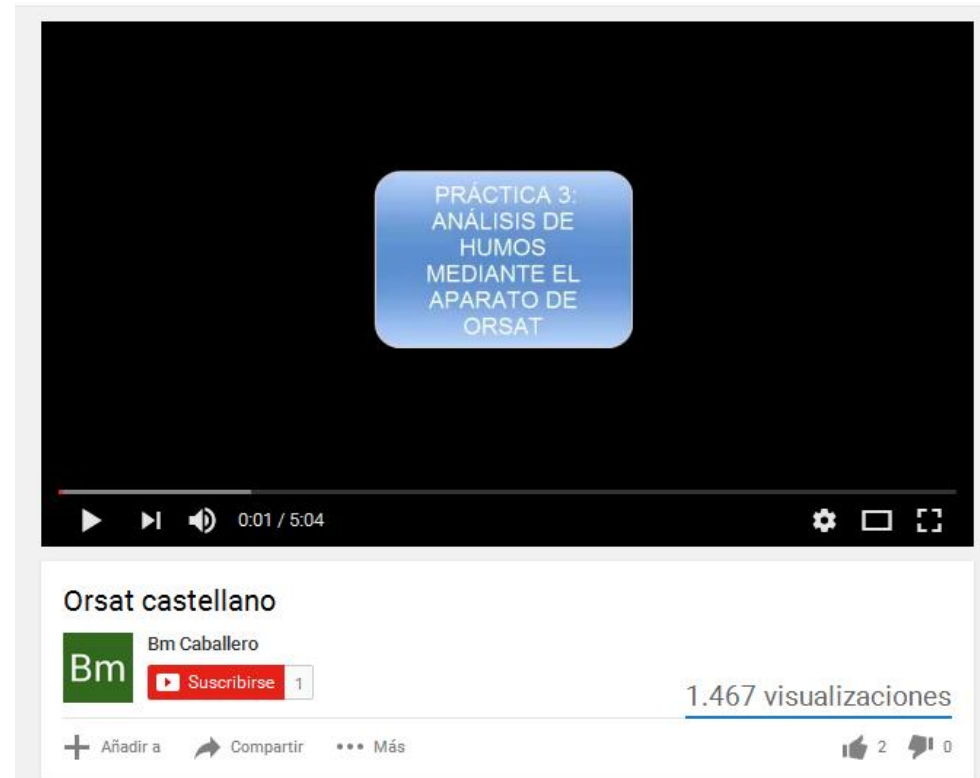 PRÁCTICA 3:
ANÁLISIS DE
HUMOS
MEDIANTE EL
APARATO DE
ORSAT
0:01 / 5:04
Orsat castellano
Bm
Bm Caballero
Suscribirse 1
1.467 visualizaciones
Añadir a Compartir Más 2 0